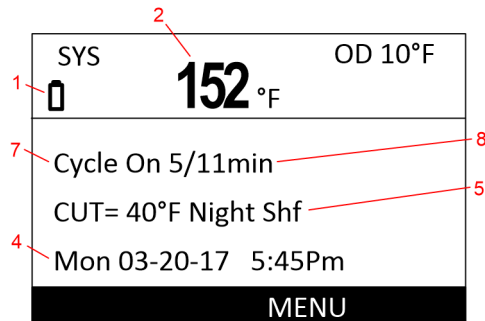 2
SYS 152 °F OD 10°F
1
7 Cycle On 5/11min 8
CUT= 40°F Night Shf 5
4 Mon 03-20-17 5:45Pm
MENU